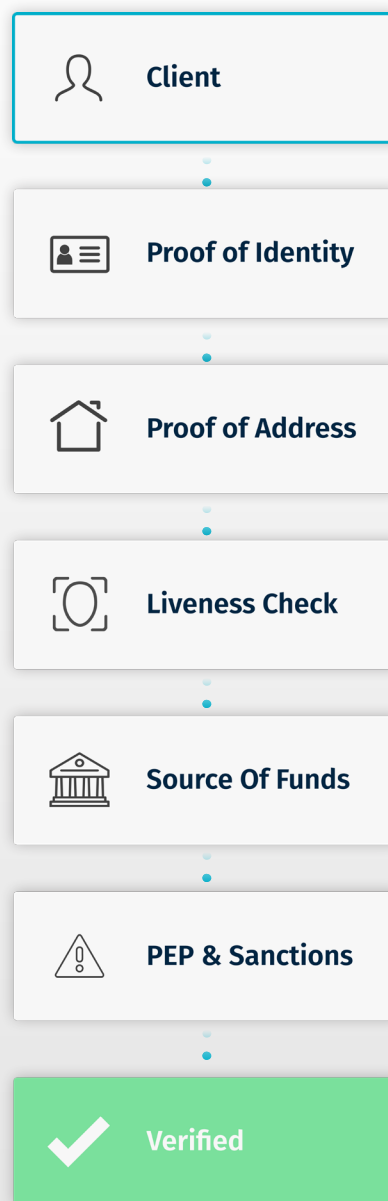 Client
Proof of Identity
Proof of Address
Liveness Check
Source Of Funds
PEP & Sanctions
Verified